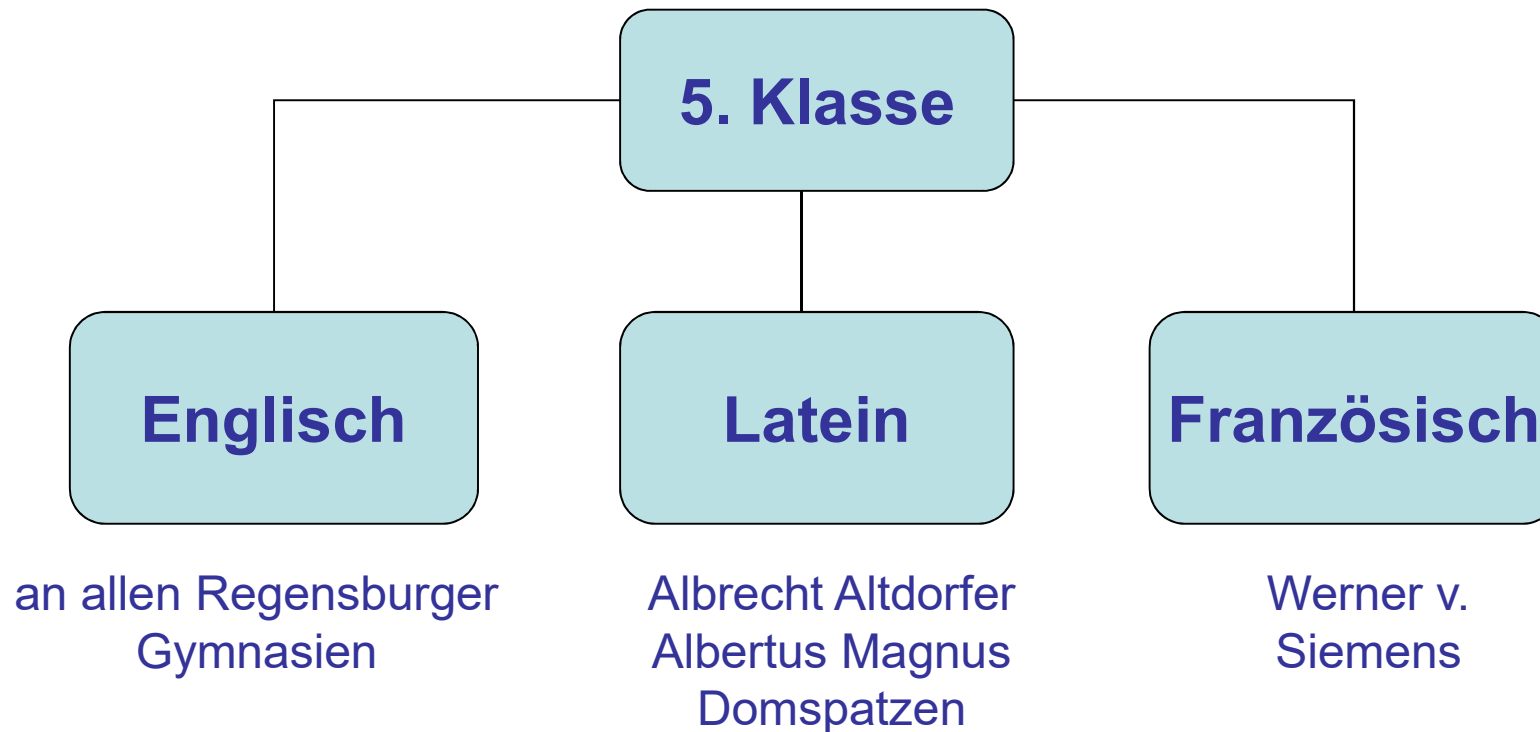 5. Klasse
Englisch
Latein
Französisch
an allen Regensburger
Gymnasien
Albrecht Altdorfer
Albertus Magnus
Domspatzen
Werner v.
Siemens